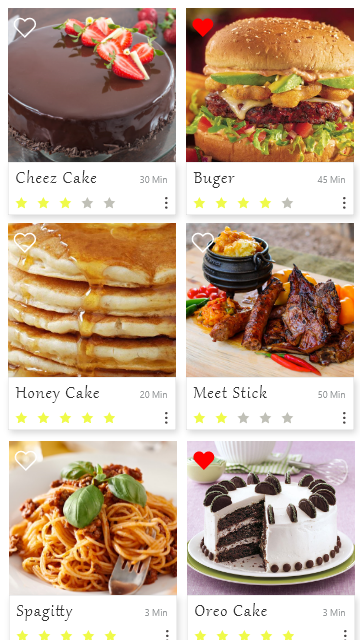 Cheez Cake 30 Min
Buger 45 Min
Honey Cake 20 Min
Meet Stick 50 Min
Spagitty 3 Min
Oreo Cake 3 Min